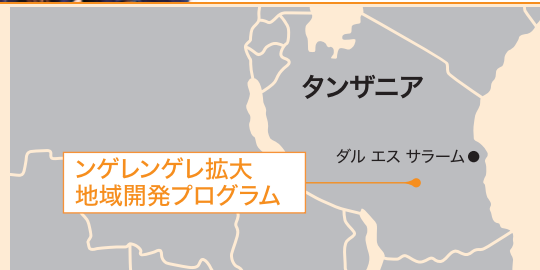 タンザニア
ダル エス サラーム
ンゲレンゲレ拡大
地域開発プログラム